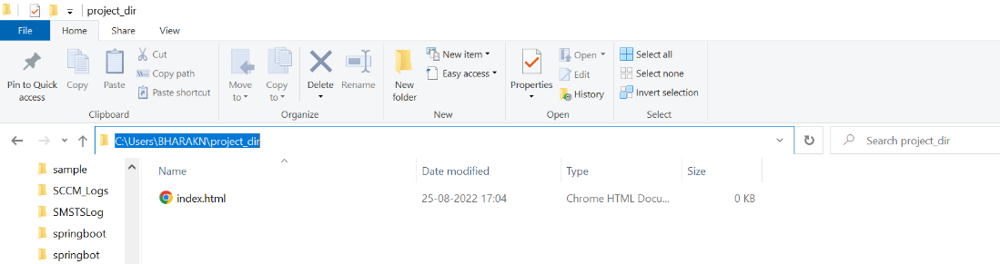 project_dir
File Home Share View
Pin to Quick access
Copy
Paste
Cut
Copy path
Paste shortcut
Clipboard
Move to
Copy to
Delete
Rename
Organize
New folder
New item
Easy access
New
Properties
Open
Edit
History
Open
Select all
Select none
Invert selection
Select
C:\Users\BHARAKN\project_dir
Search project_dir
sample
SCCM_Logs
SMSTSLog
springboot
springbot
Name Date modified Type Size
index.html 25-08-2022 17:04 Chrome HTML Docu... 0 KB